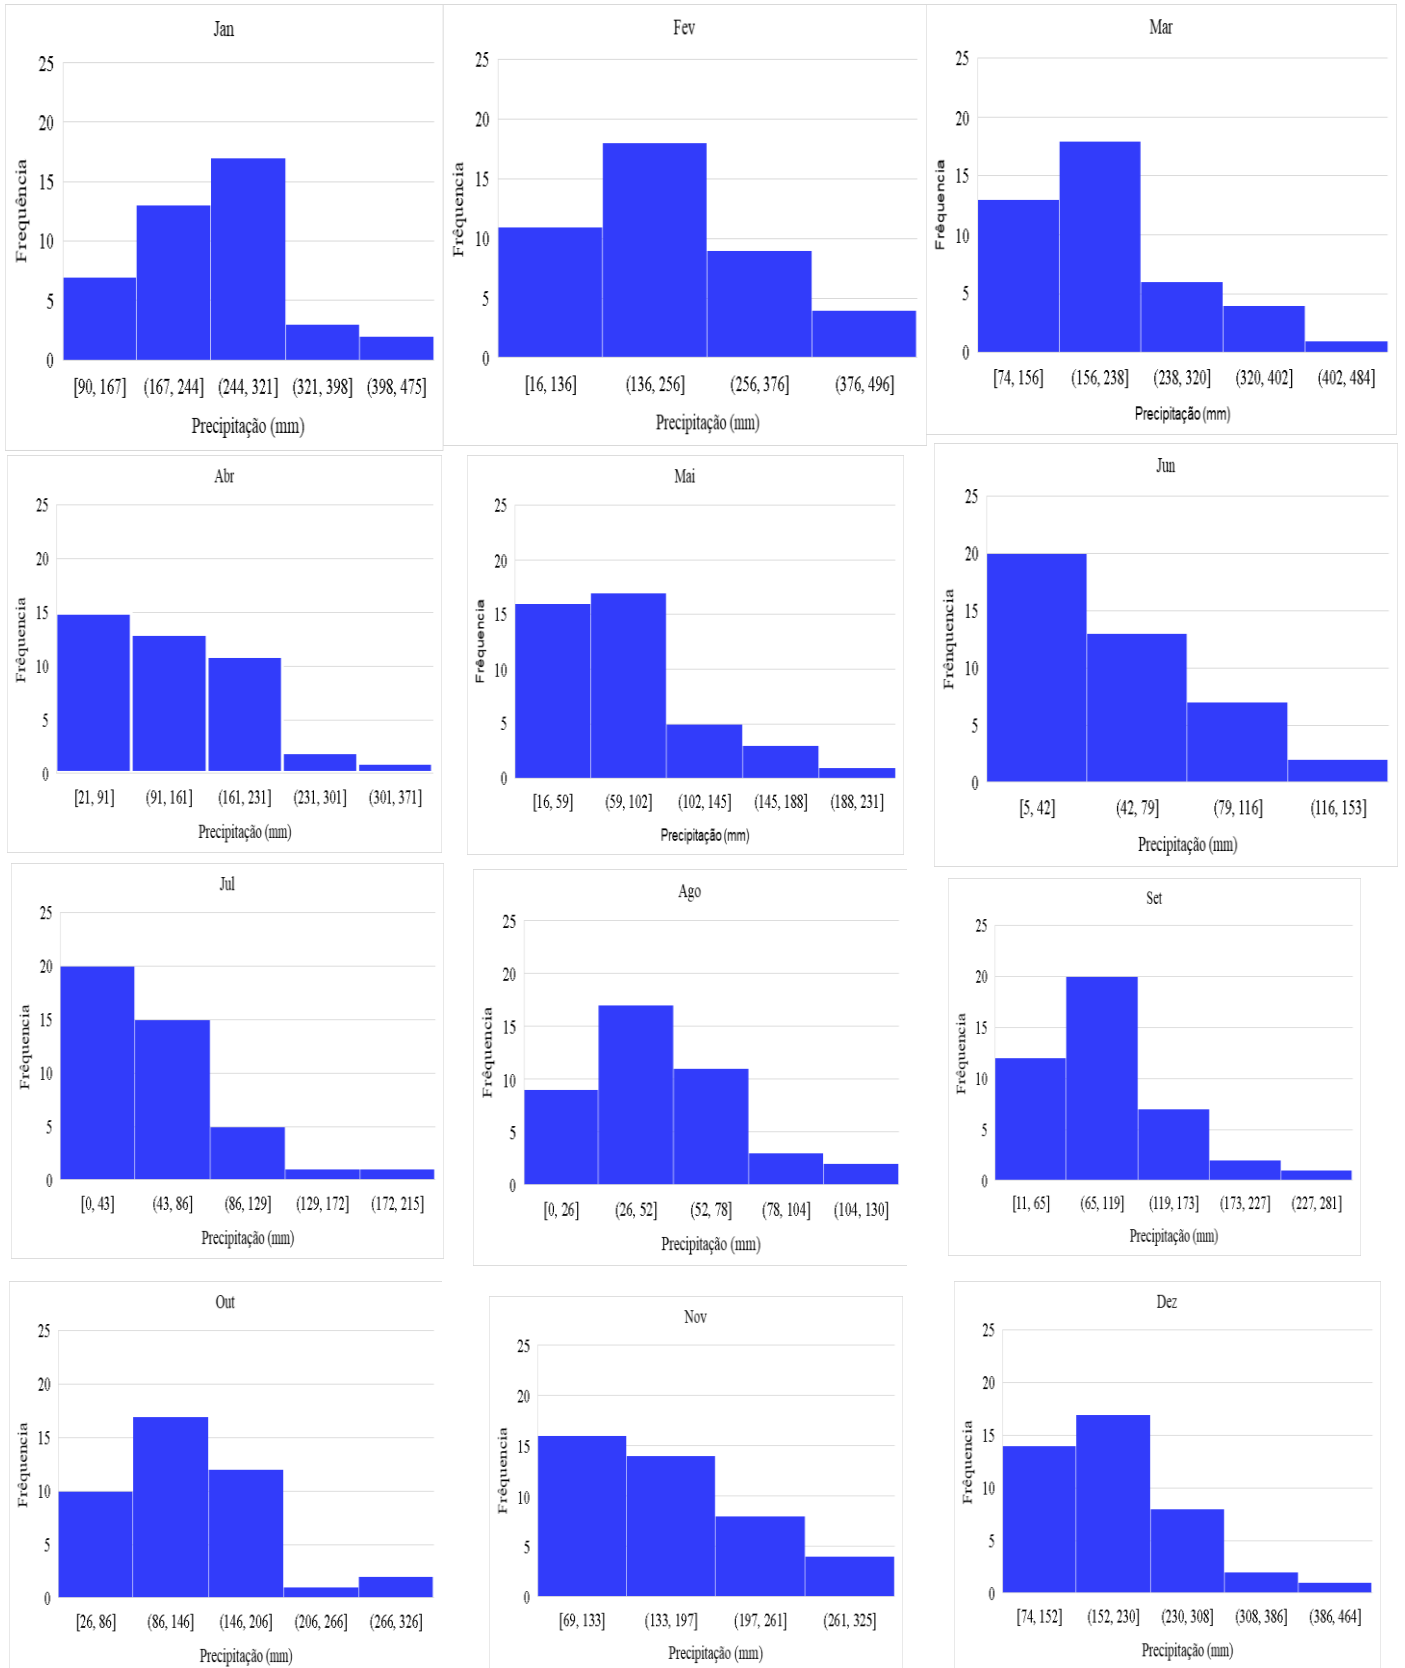 Jan
25
20
15
10
5
0
Frequência
[90, 167] (167, 244] (244, 321] (321, 398] (398, 475]
Precipitação (mm)
Fev
25
20
15
10
5
0
Frêquencia
[16, 136] (136, 256] (256, 376] (376, 496]
Precipitação (mm)
Mar
25
20
15
10
5
0
Frêquencia
[74, 156] (156, 238] (238, 320] (320, 402] (402, 484]
Precipitação (mm)
Abr
25
20
15
10
5
0
Frêquencia
[21, 91] (91, 161] (161, 231] (231, 301] (301, 371]
Precipitação (mm)
Mai
25
20
15
10
5
0
Frêquencia
[16, 59] (59, 102] (102, 145] (145, 188] (188, 231]
Precipitação (mm)
Jun
25
20
15
10
5
0
Frênquencia
[5, 42] (42, 79] (79, 116] (116, 153]
Precipitação (mm)
Jul
25
20
15
10
5
0
Frêquencia
[0, 43] (43, 86] (86, 129] (129, 172] (172, 215]
Precipitação (mm)
Ago
25
20
15
10
5
0
Frêquencia
[0, 26] (26, 52] (52, 78] (78, 104] (104, 130]
Precipitação (mm)
Set
25
20
15
10
5
0
Frêquencia
[11, 65] (65, 119] (119, 173] (173, 227] (227, 281]
Precipitação (mm)
Out
25
20
15
10
5
0
Frêquencia
[26, 86] (86, 146] (146, 206] (206, 266] (266, 326]
Precipitação (mm)
Nov
25
20
15
10
5
0
Frêquencia
[69, 133] (133, 197] (197, 261] (261, 325]
Precipitação (mm)
Dez
25
20
15
10
5
0
Frêquencia
[74, 152] (152, 230] (230, 308] (308, 386] (386, 464]
Precipitação (mm)